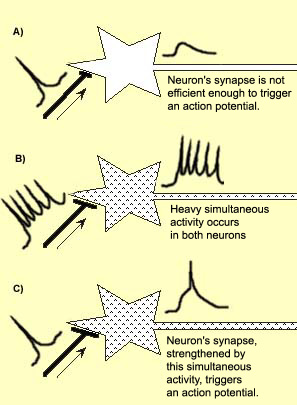 A)
Neuron's synapse is not
efficient enough to trigger
an action potential.
B)
Heavy simultaneous
activity occurs
in both neurons
C)
Neuron's synapse,
strengthened by
this simultaneous
activity, triggers
an action potential.